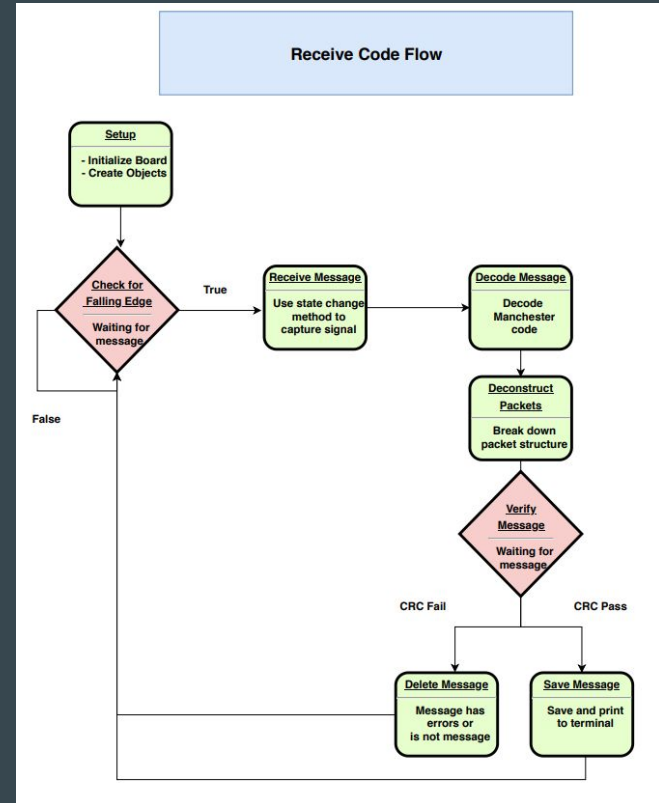 Receive Code Flow
Setup
- Initialize Board
- Create Objects
Check for
Falling Edge
Waiting for
message
True
False
Receive Message
Use state change
method to
capture signal
Decode Message
Decode
Manchester
code
Deconstruct
Packets
Break down
packet structure
Verify
Message
Waiting for
message
CRC Fail
CRC Pass
Delete Message
Message has
errors or
is not message
Save Message
Save and print
to terminal